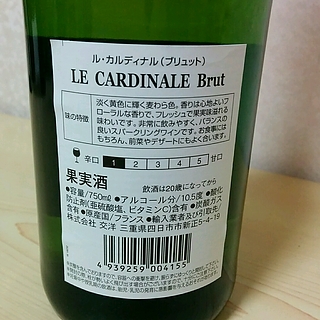 ル・カルディナル(ブリュット)
LE CARDINALE Brut
味の特徴
淡く黄色に輝く麦わら色。香りは心地よいフ
ローラルな香りで、フレッシュで果実味溢れる
味わいです。非常に飲みやすく、バランスの
良いスパークリングワインです。お食事には
もちろん、前菜やデザートにもよく合います。
辛口 1 2 3 4 5 甘口
果実酒
飲酒は20歳になってから
●容量/750ml ●アルコール分/10.5度 ●酸化
防止剤(亜硫酸塩、ビタミンC)含有 ●炭酸ガス
含有 ●原産国/フランス ●輸入業者及び引取先/
株式会社 交洋 三重県四日市市新正5-4-19
4 939259 004155